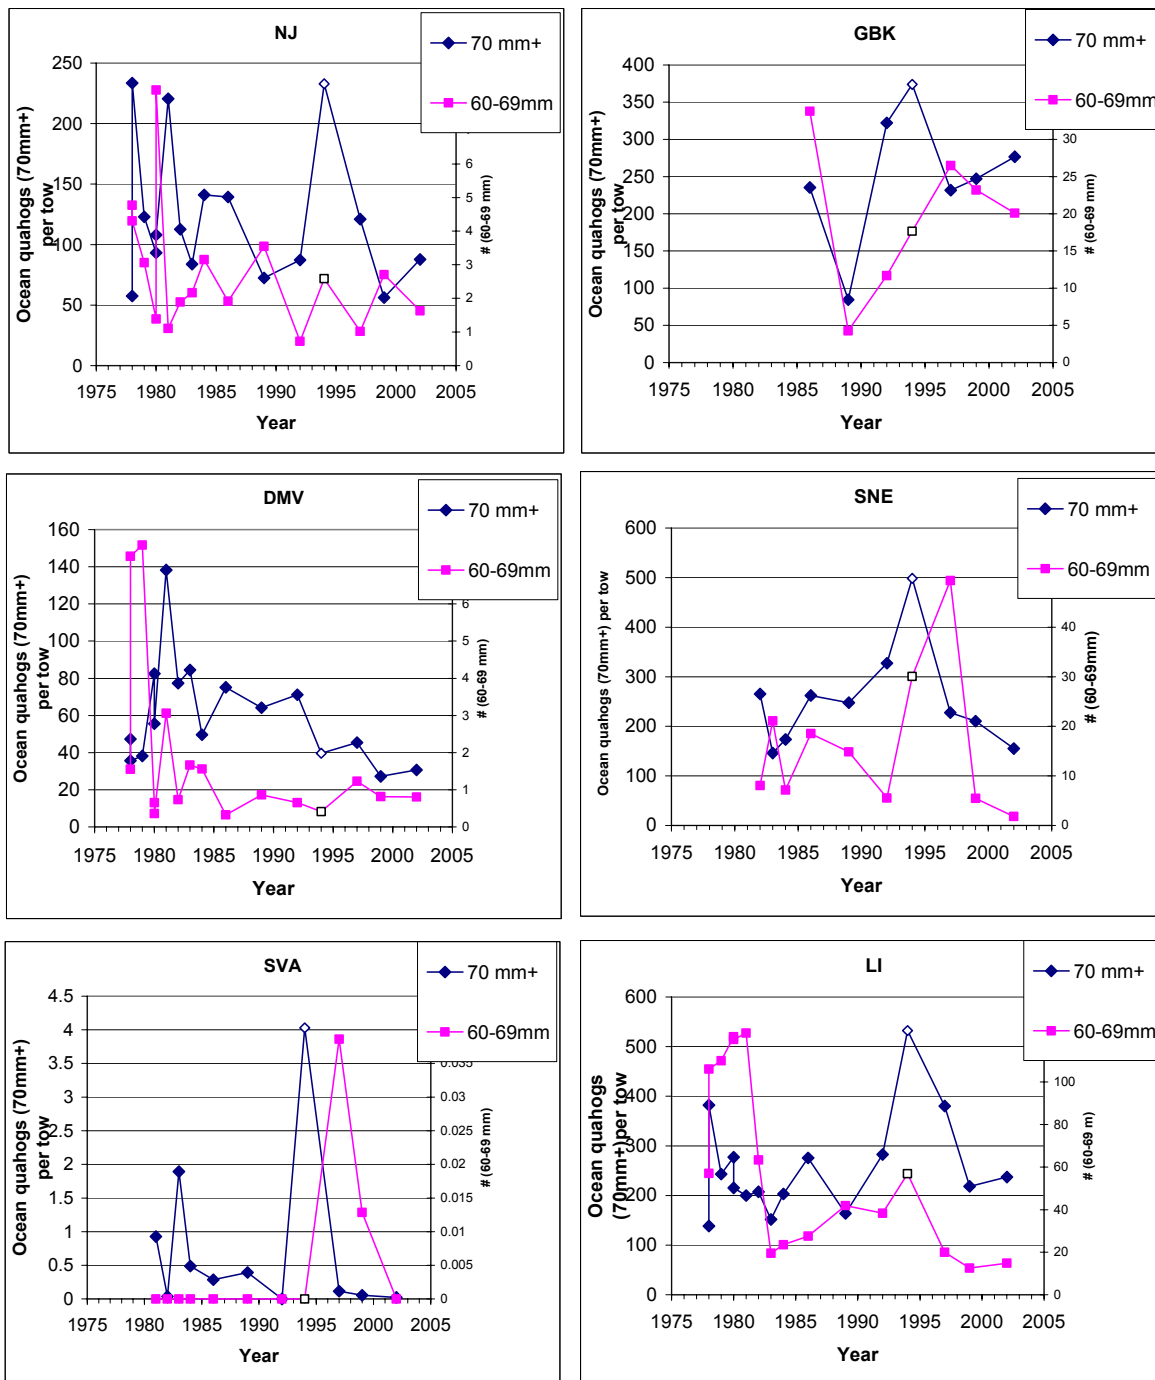 NJ
70 mm+
60-69mm
250
200
150
100
50
0
6
5
4
3
2
1
0
1975 1980 1985 1990 1995 2000 2005
Year
Ocean quahogs (70mm+)
per tow
# (60-69 mm)
GBK
70 mm+
60-69mm
400
350
300
250
200
150
100
50
0
30
25
20
15
10
5
0
1975 1980 1985 1990 1995 2000 2005
Year
Ocean quahogs (70mm+)
per tow
# (60-69 mm)
DMV
70 mm+
60-69mm
160
140
120
100
80
60
40
20
0
6
5
4
3
2
1
0
1975 1980 1985 1990 1995 2000 2005
Year
Ocean quahogs (70mm+)
per tow
# (60-69 mm)
SNE
70 mm+
60-69mm
600
500
400
300
200
100
0
40
30
20
10
0
1975 1980 1985 1990 1995 2000 2005
Year
Ocean quahogs (70mm+) per tow
# (60-69mm)
SVA
70 mm+
60-69mm
4.5
4
3.5
3
2.5
2
1.5
1
0.5
0
0.035
0.03
0.025
0.02
0.015
0.01
0.005
0
1975 1980 1985 1990 1995 2000 2005
Year
Ocean quahogs (70mm+)
per tow
# (60-69 mm)
LI
70 mm+
60-69mm
600
500
400
300
200
100
0
100
80
60
40
20
0
1975 1980 1985 1990 1995 2000 2005
Year
Ocean quahogs
(70mm+) per tow
# (60-69 m)